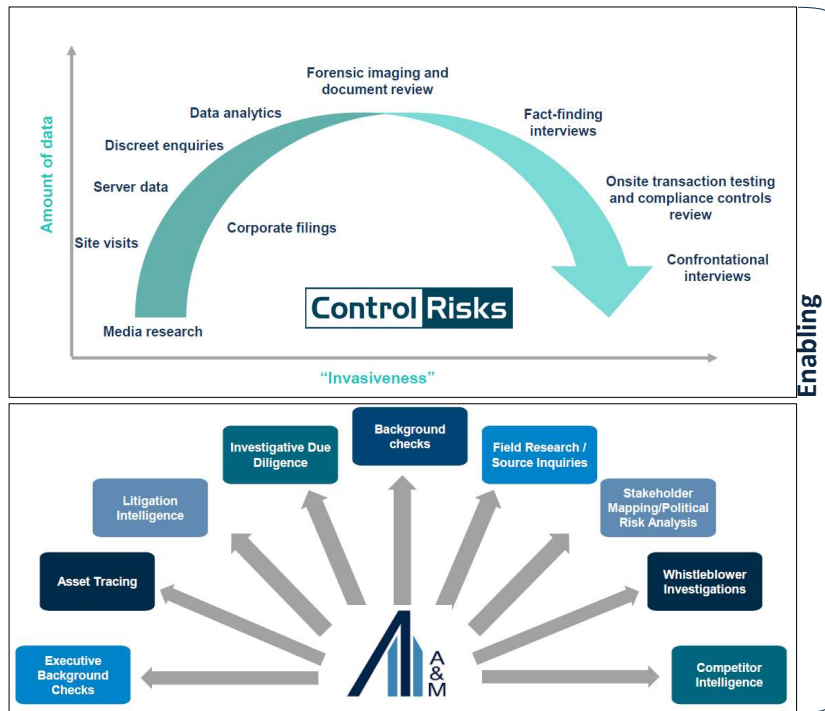 Forensic imaging and
document review
Data analytics
Fact-finding
interviews
Discreet enquiries
Server data
Onsite transaction testing
and compliance controls
review
Corporate filings
Site visits
Confrontational
interviews
Control Risks
Media research
Amount of data
"Invasiveness"
Enabling
Background
checks
Investigative Due
Diligence
Field Research /
Source Inquiries
Litigation
Intelligence
Stakeholder
Mapping/Political
Risk Analysis
Asset Tracing
Whistleblower
Investigations
Executive
Background
Checks
A&M
Competitor
Intelligence